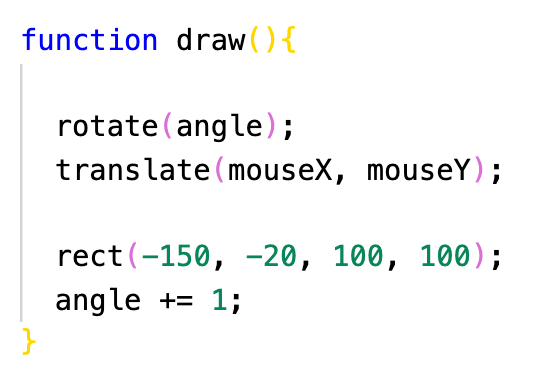 function draw(){
rotate(angle);
translate(mouseX, mouseY);
rect(-150, -20, 100, 100);
angle += 1;
}